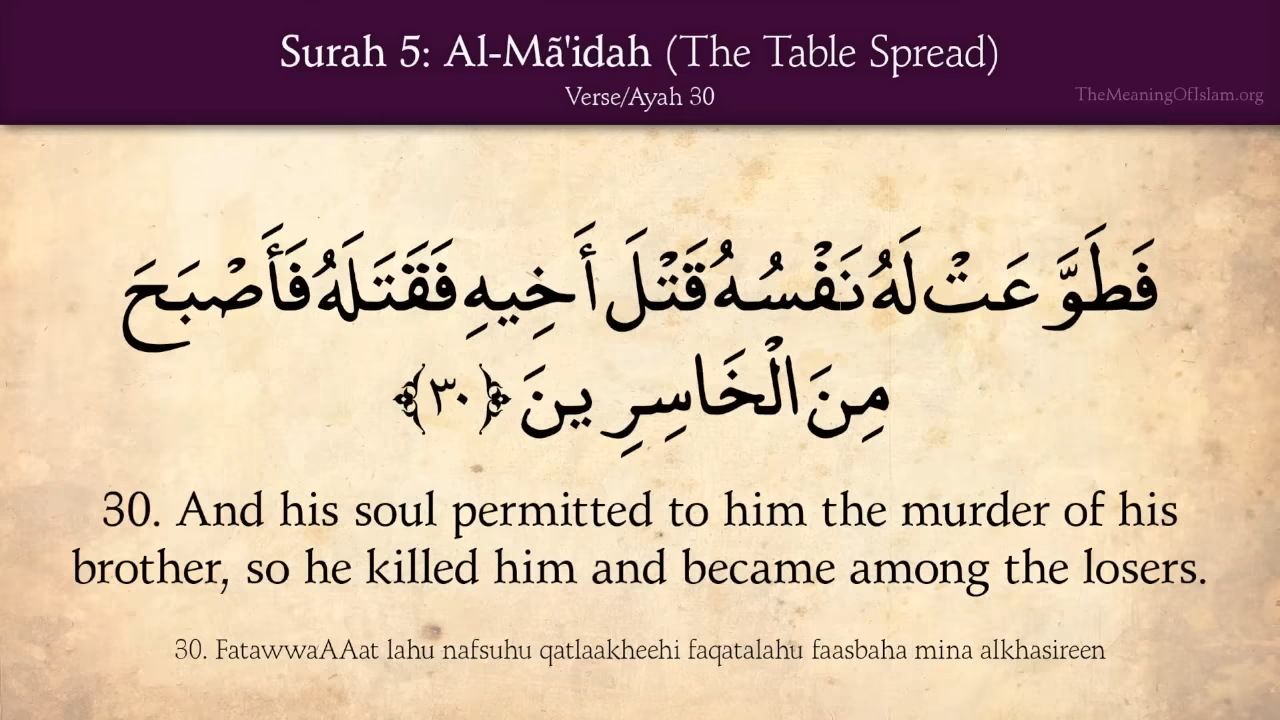 Surah 5: Al-Mã'idah (The Table Spread)
Verse/Ayah 30
TheMeaningOfIslam.org
فَطَوَّعَتْ لَهُ نَفْسُهُ قَتْلَ أَخِيهِ فَقَتَلَهُ فَأَصْبَحَ
مِنَ الْخَاسِرِينَ ﴿٣٠﴾
30. And his soul permitted to him the murder of his
brother, so he killed him and became among the losers.
30. FatawwaAAat lahu nafsuhu qatlaakheehi faqatalahu faasbaha mina alkhasireen